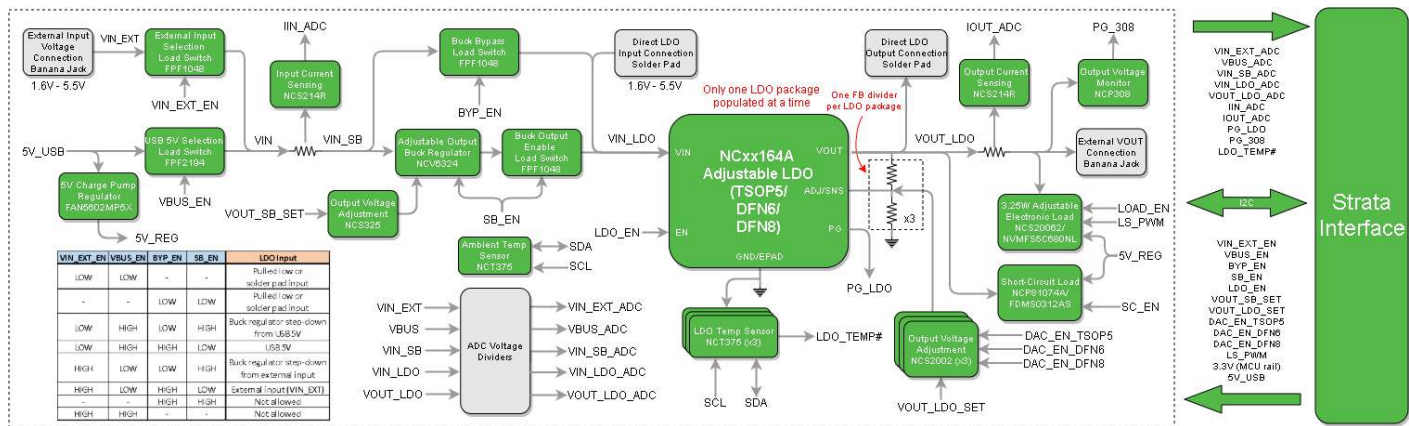 External Input
Voltage
Connection
Banana Jack
1.6V - 5.5V
VIN_EXT
External Input
Selection
Load Switch
FPF1048
VIN_EXT_EN
IIN_ADC
Input Current
Sensing
NCS214R
Buck Bypass
Load Switch
FPF1048
BYP_EN
Direct LDO
Input Connection
Solder Pad
1.6V - 5.5V
Only one LDO package
populated at a time
One FB divider
per LDO package
Direct LDO
Output Connection
Solder Pad
IOUT_ADC
Output Current
Sensing
NCS214R
PG_308
Output Voltage
Monitor
NCP308
5V_USB
USB 5V Selection
Load Switch
FPF2194
VBUS_EN
VIN
VIN_SB
Adjustable Output
Buck Regulator
NCV6324
Buck Output
Enable
Load Switch
FPF1048
VIN_LDO
SB_EN
5V Charge Pump
Regulator
FAN5602MP5X
5V_REG
VOUT_SB_SET
Output Voltage
Adjustment
NCS325
LDO_EN
VIN
EN
NCxx164A
Adjustable LDO
(TSOP5/
DFN6/
DFN8)
VOUT
ADJ/SNS
PG
GND/EPAD
x3
PG_LDO
VOUT_LDO
External VOUT
Connection
Banana Jack
3.25W Adjustable
Electronic Load
NCS20062/
NVMFS5C680NL
LOAD_EN
LS_PWM
5V_REG
Short-Circuit Load
NCP81074A/
FDMS0312AS
SC_EN
Ambient Temp
Sensor
NCT375
SDA
SCL
VIN_EXT
VBUS
VIN_SB
VIN_LDO
VOUT_LDO
ADC Voltage
Dividers
VIN_EXT_ADC
VBUS_ADC
VIN_SB_ADC
VIN_LDO_ADC
VOUT_LDO_ADC
LDO Temp Sensor
NCT375 (x3)
LDO_TEMP#
SCL
SDA
Output Voltage
Adjustment
NCS2002 (x3)
DAC_EN_TSOP5
DAC_EN_DFN6
DAC_EN_DFN8
VOUT_LDO_SET
VIN_EXT_EN VBUS_EN BYP_EN SB_EN LDO Input
LOW LOW - - Pulled low or
solder pad input
- - LOW LOW Pulled low or
solder pad input
LOW HIGH LOW HIGH Buck regulator step-down
from USB 5V
LOW HIGH HIGH LOW USB 5V
HIGH LOW LOW HIGH Buck regulator step-down
from external input
HIGH LOW HIGH LOW External input (VIN_EXT)
- - HIGH HIGH Not allowed
HIGH HIGH - - Not allowed
VIN_EXT_ADC
VBUS_ADC
VIN_SB_ADC
VIN_LDO_ADC
VOUT_LDO_ADC
IIN_ADC
IOUT_ADC
PG_LDO
PG_308
LDO_TEMP#
I2C
VIN_EXT_EN
VBUS_EN
BYP_EN
SB_EN
LDO_EN
VOUT_SB_SET
VOUT_LDO_SET
DAC_EN_TSOP5
DAC_EN_DFN6
DAC_EN_DFN8
LS_PWM
3.3V (MCU rail)
5V_USB
Strata
Interface